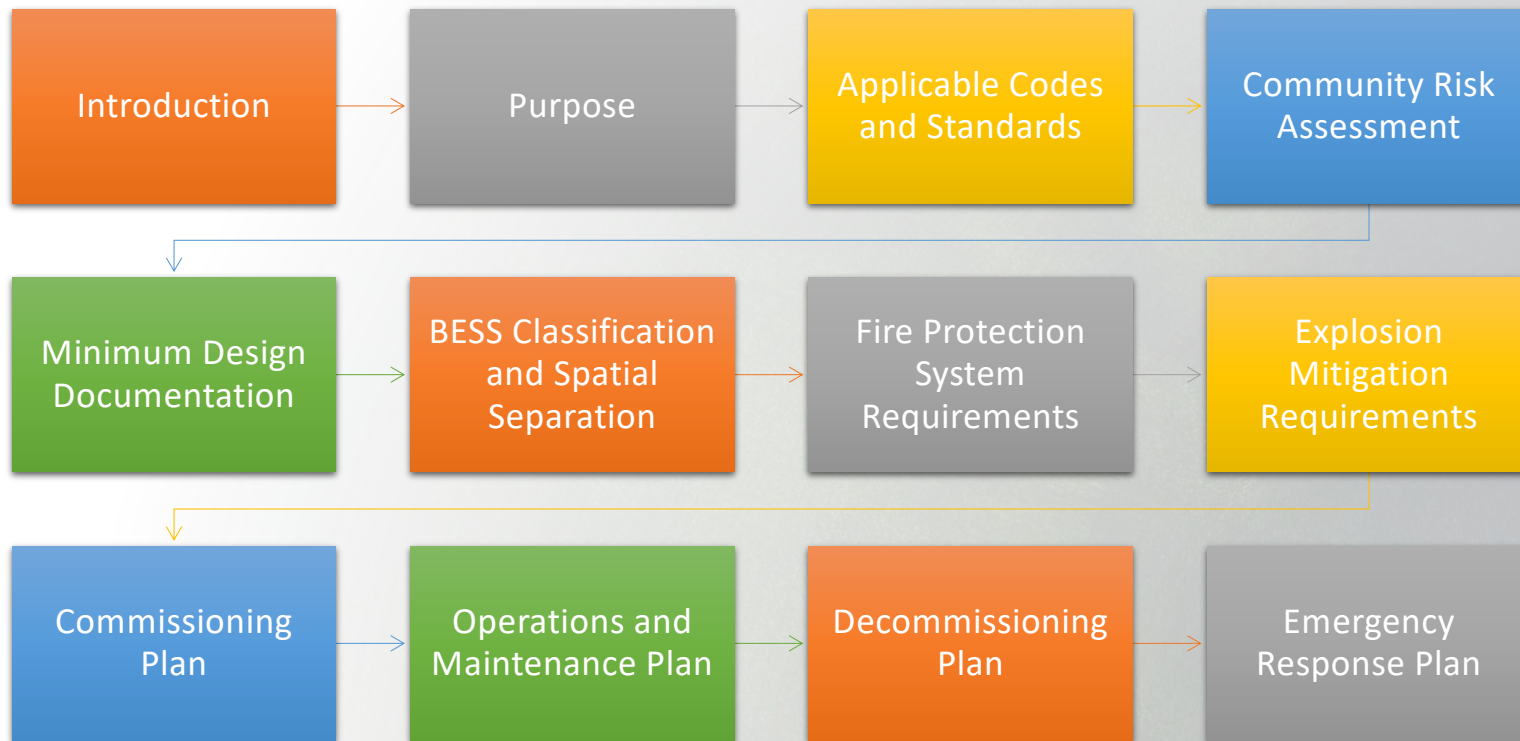 Introduction
Purpose
Applicable Codes
and Standards
Community Risk
Assessment
Minimum Design
Documentation
BESS Classification
and Spatial
Separation
Fire Protection
System
Requirements
Explosion
Mitigation
Requirements
Commissioning
Plan
Operations and
Maintenance Plan
Decommissioning
Plan
Emergency
Response Plan